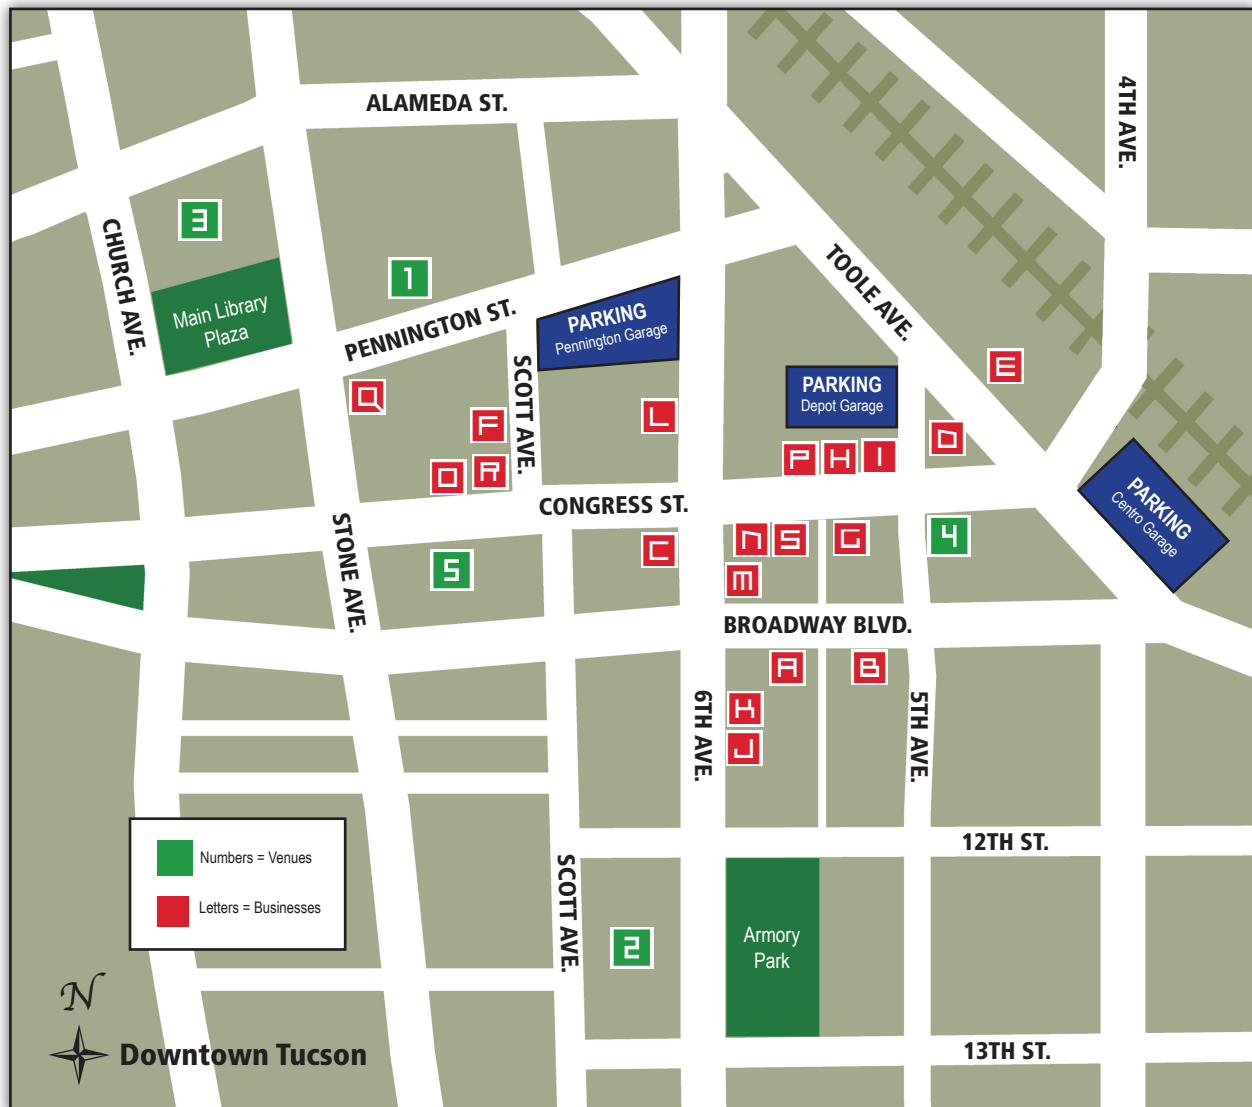 ALAMEDA ST.
4TH AVE.
3
CHURCH AVE.
1
Main Library
Plaza
TOOLE AVE.
PENNINGTON ST.
PARKING
Pennington Garage
SCOTT AVE.
E
PARKING
Depot Garage
Q
F
L
D
O
R
P
H
I
PARKING
Centro Garage
CONGRESS ST.
STONE AVE.
5
C
N
S
G
4
M
BROADWAY BLVD.
A
B
6TH AVE.
K
5TH AVE.
J
12TH ST.
Numbers = Venues
Letters = Businesses
SCOTT AVE.
2
Armory
Park
N
Downtown Tucson
13TH ST.